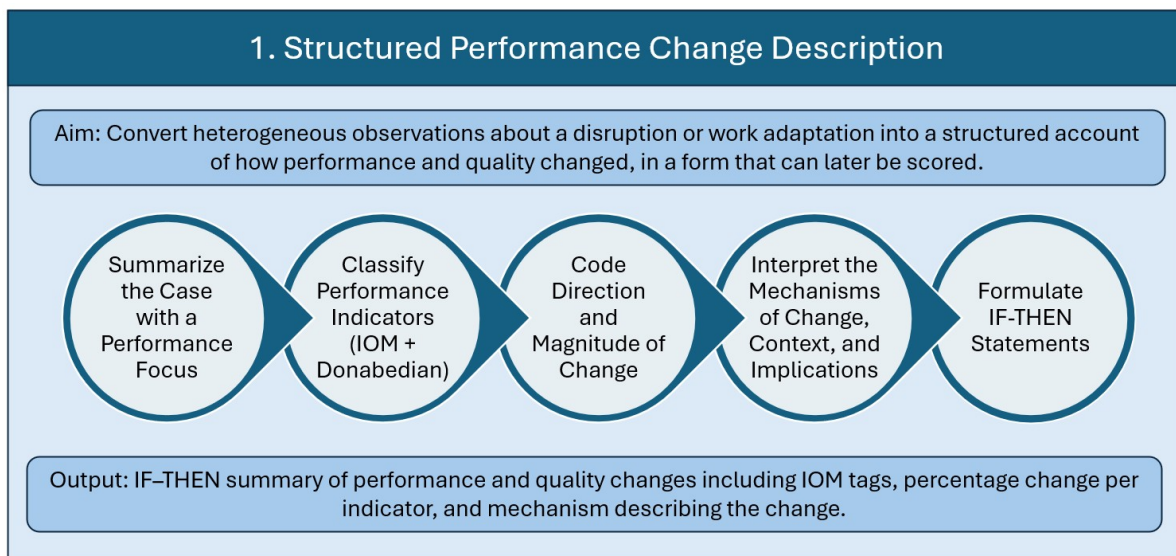 1. Structured Performance Change Description
Aim: Convert heterogeneous observations about a disruption or work adaptation into a structured account
of how performance and quality changed, in a form that can later be scored.
Summarize
the Case
with a
Performance
Focus
Classify
Performance
Indicators
(IOM +
Donabedian)
Code
Direction
and
Magnitude of
Change
Interpret the
Mechanisms
of Change,
Context, and
Implications
Formulate
IF-THEN
Statements
Output: IF–THEN summary of performance and quality changes including IOM tags, percentage change per
indicator, and mechanism describing the change.